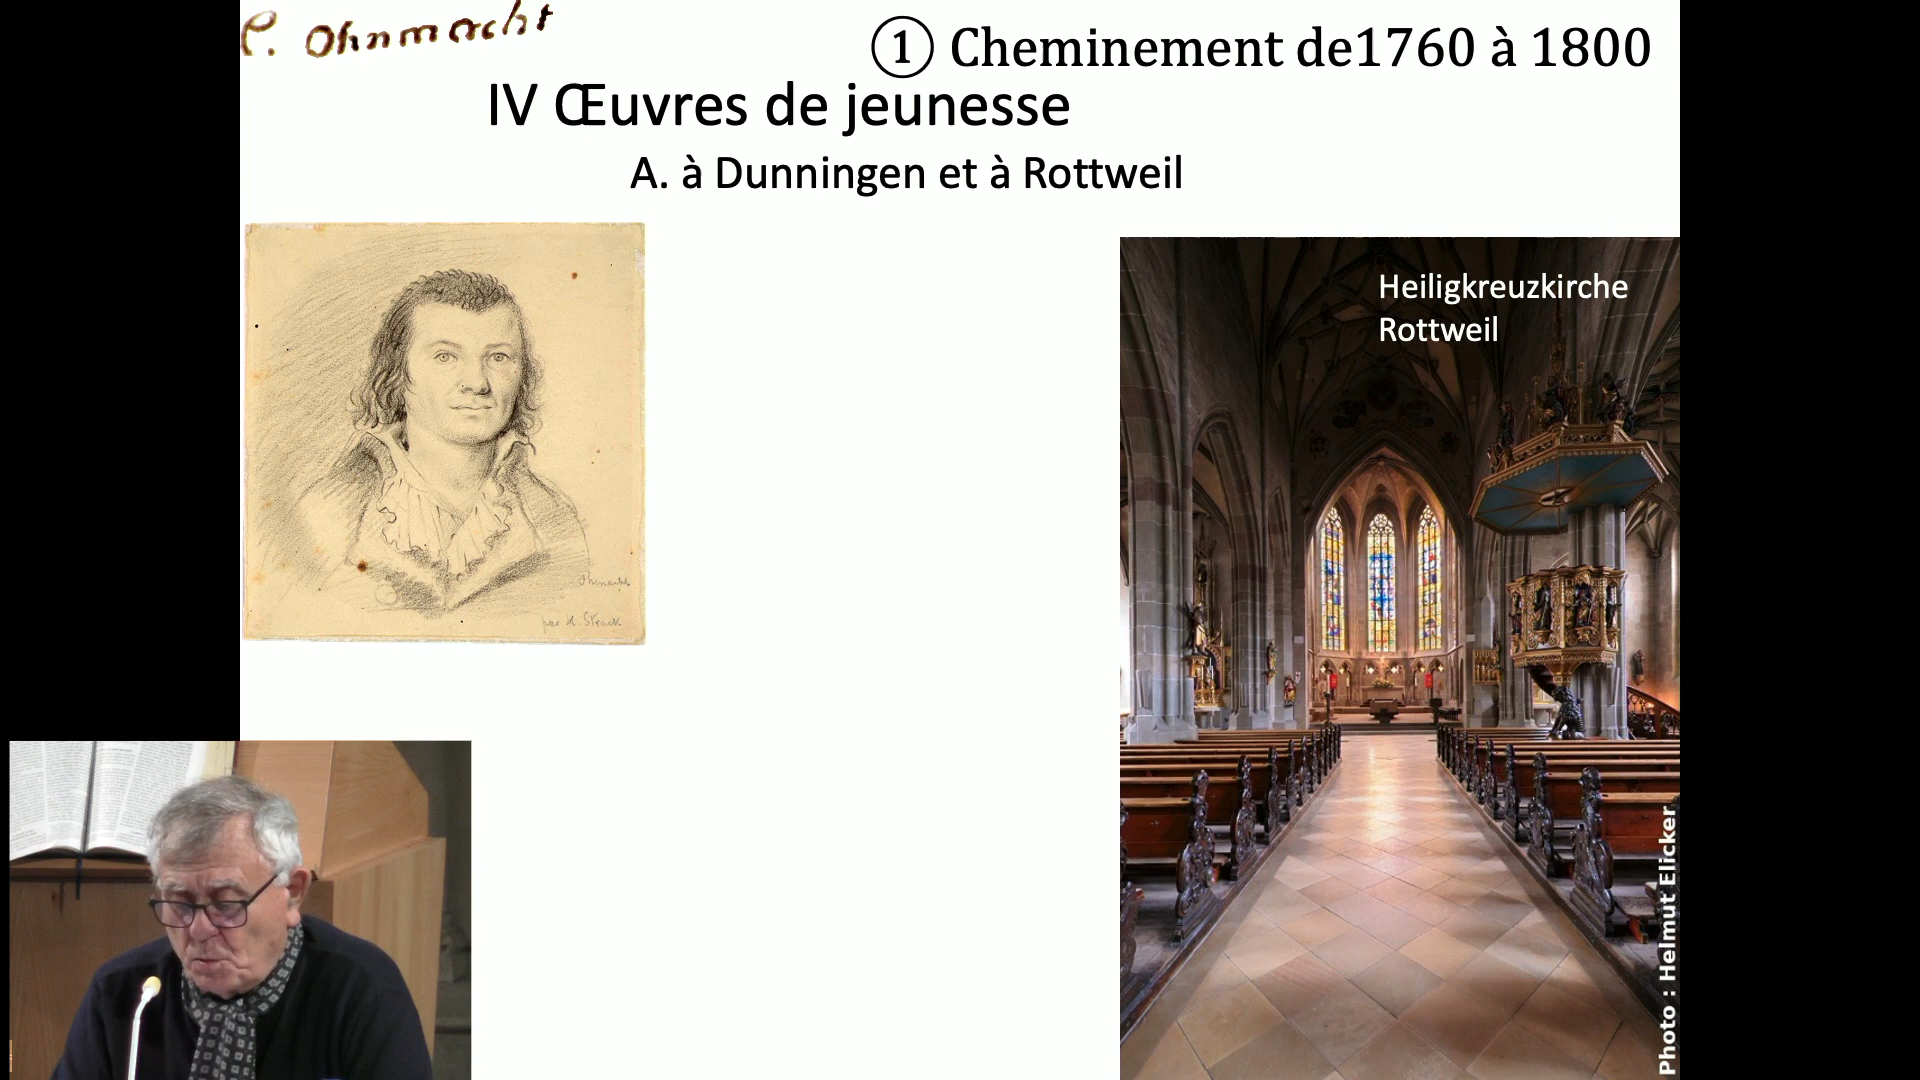 C. Ohnmacht
① Cheminement de1760 à 1800
IV Œuvres de jeunesse
A. à Dunningen et à Rottweil
Heiligkreuzkirche
Rottweil
Ohnmacht
par H. Struck
Photo : Helmut Elicker